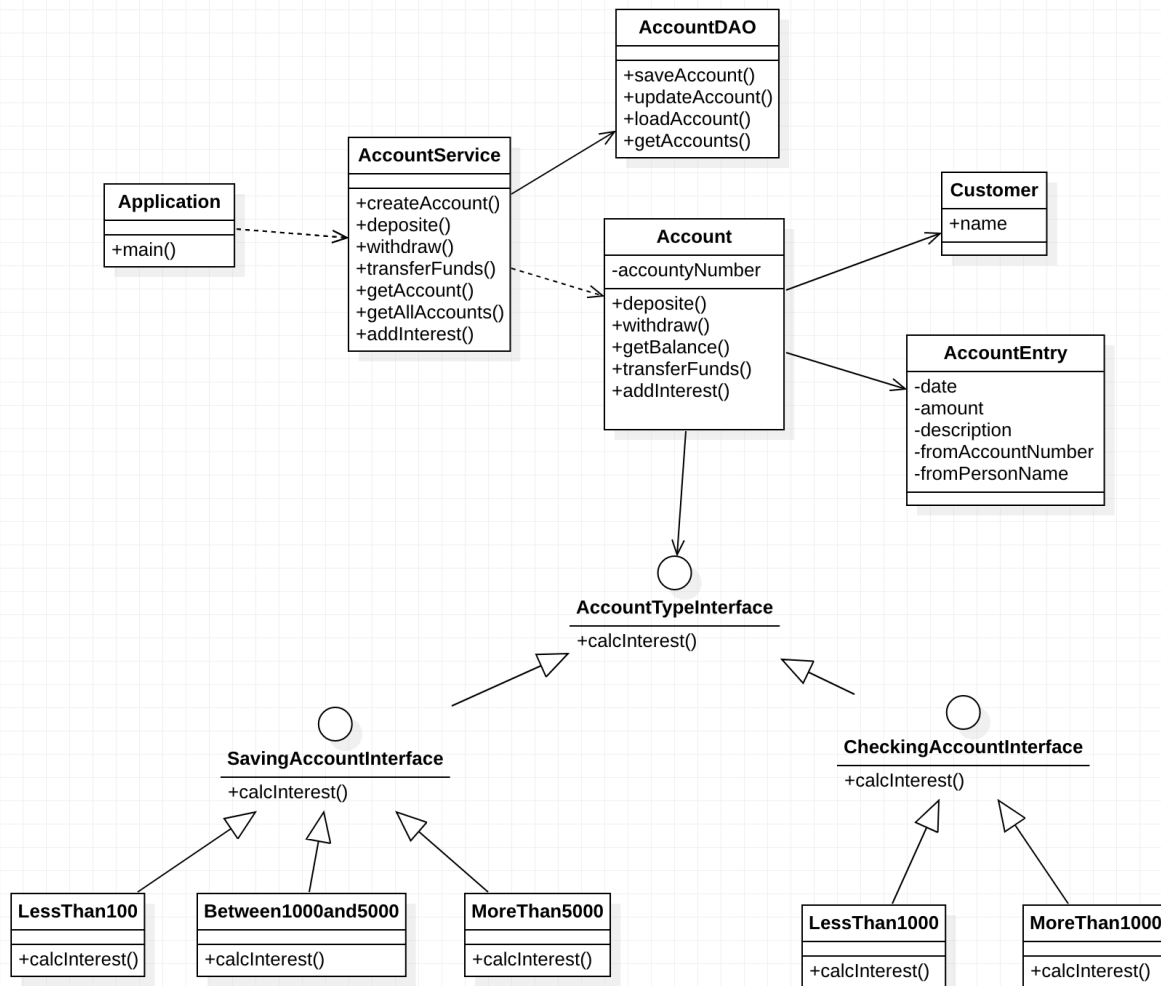 AccountDAO
+saveAccount()
+updateAccount()
+loadAccount()
+getAccounts()
AccountService
+createAccount()
+deposite()
+withdraw()
+transferFunds()
+getAccount()
+getAllAccounts()
+addInterest()
Application
+main()
Customer
+name
Account
-accountyNumber
+deposite()
+withdraw()
+getBalance()
+transferFunds()
+addInterest()
AccountEntry
-date
-amount
-description
-fromAccountNumber
-fromPersonName
AccountTypeInterface
+calcInterest()
SavingAccountInterface
+calcInterest()
CheckingAccountInterface
+calcInterest()
LessThan100
+calcInterest()
Between1000and5000
+calcInterest()
MoreThan5000
+calcInterest()
LessThan1000
+calcInterest()
MoreThan1000
+calcInterest()